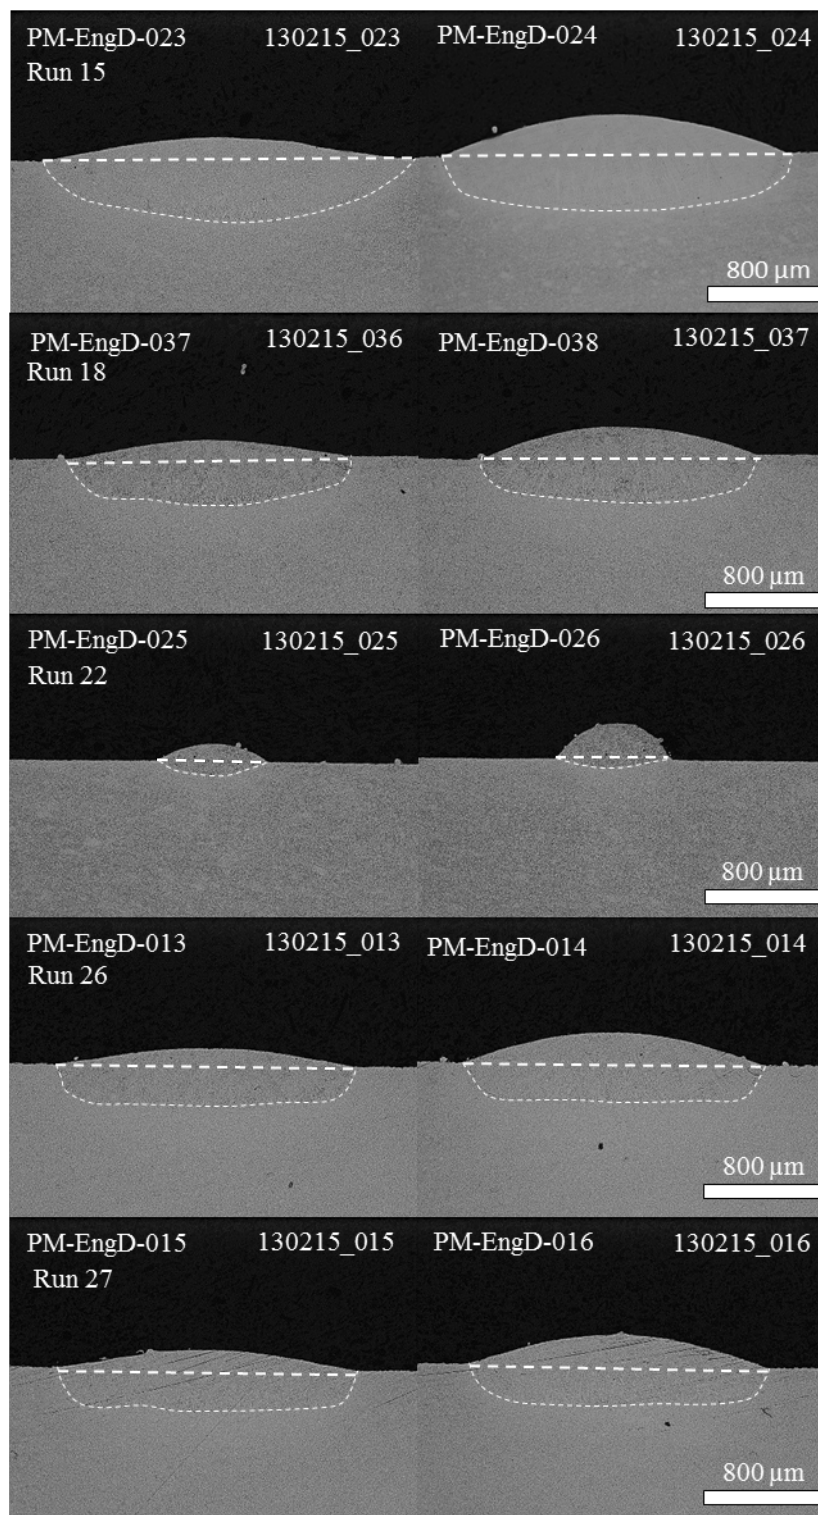 PM-EngD-023 130215_023 PM-EngD-024 130215_024
Run 15
800 µm
PM-EngD-037 130215_036 PM-EngD-038 130215_037
Run 18
800 µm
PM-EngD-025 130215_025 PM-EngD-026 130215_026
Run 22
800 µm
PM-EngD-013 130215_013 PM-EngD-014 130215_014
Run 26
800 µm
PM-EngD-015 130215_015 PM-EngD-016 130215_016
Run 27
800 µm